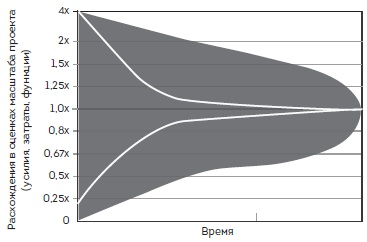 Расхождения в оценках масштаба проекта
(усилия, затраты, функции)
4x
2x
1,5x
1,25x
1,0x
0,8x
0,67x
0,5x
0,25x
0
Время